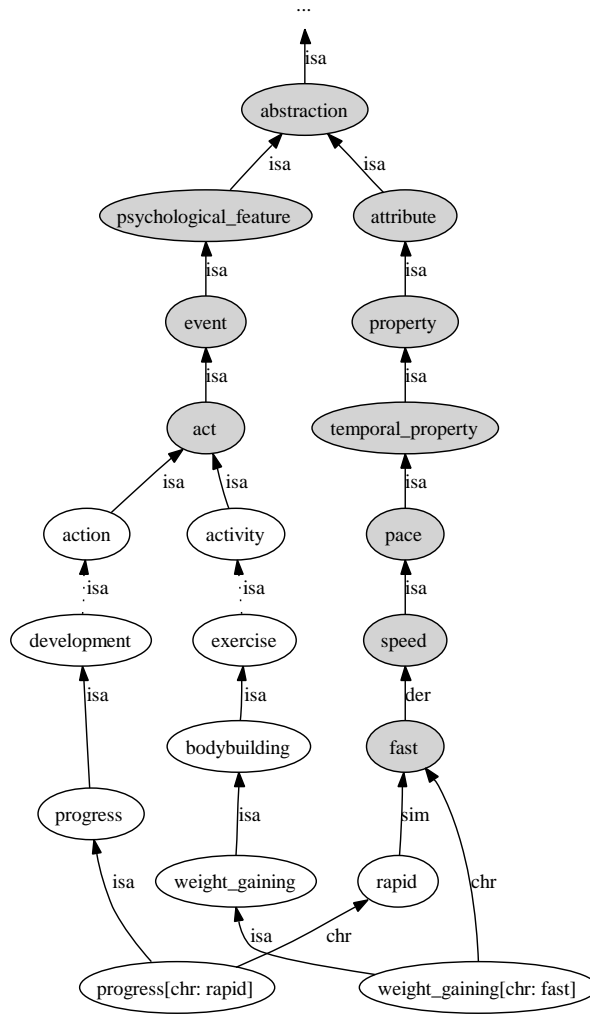 ...
isa
abstraction
isa isa
psychological_feature attribute
isa isa
event property
isa isa
act temporal_property
isa isa isa
action activity pace
isa isa isa
development exercise speed
isa isa der
bodybuilding fast
progress isa sim
weight_gaining rapid chr
isa isa chr
progress[chr: rapid] weight_gaining[chr: fast]